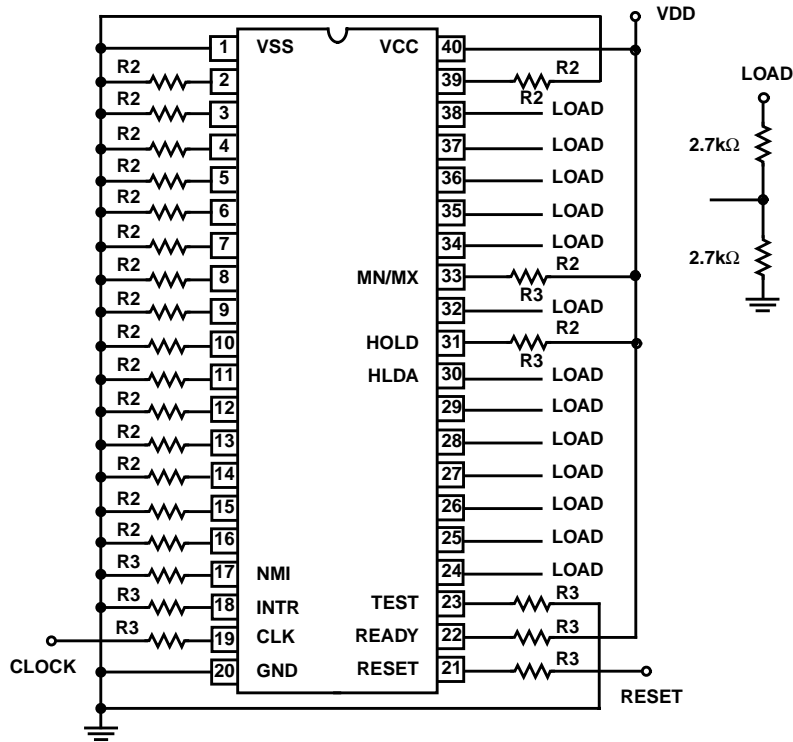 VDD
1 VSS VCC 40
R2 2 39 R2
R2
R2 3 38 LOAD
R2 4 37 LOAD
R2 5 36 LOAD
R2 6 35 LOAD
R2 7 34 LOAD
R2 8 MN/MX 33 R2
R3
R2 9 32 LOAD
R2 10 HOLD 31 R2
R3
R2 11 HLDA 30 LOAD
R2 12 29 LOAD
R2 13 28 LOAD
R2 14 27 LOAD
R2 15 26 LOAD
R2 16 25 LOAD
R3 17 NMI 24 LOAD
R3 18 INTR TEST 23 R3
R3 19 CLK READY 22 R3
CLOCK
20 GND RESET 21 R3
RESET
LOAD
2.7kΩ
2.7kΩ